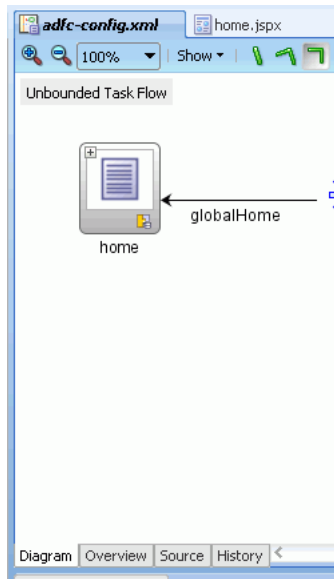 adfc-config.xml home.jspx
100% Show
Unbounded Task Flow
globalHome
home
Diagram Overview Source History